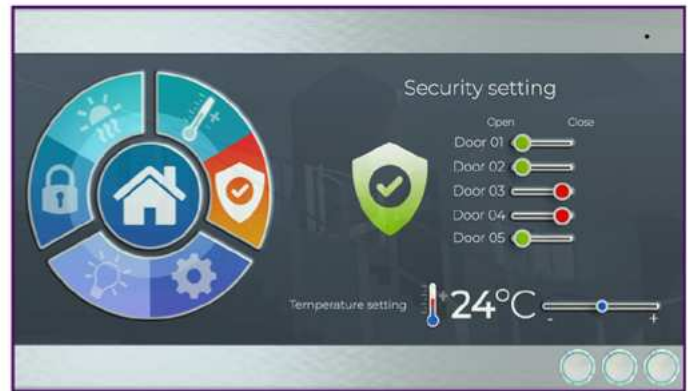 Security setting
Open Close
Door 01
Door 02
Door 03
Door 04
Door 05
Temperature setting 24°C
- +